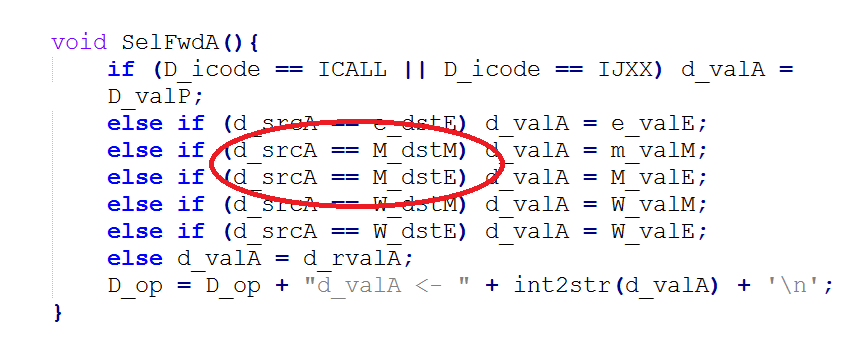 void SelFwdA(){
if (D_icode == ICALL || D_icode == IJXX) d_valA =
D_valP;
else if (d_srcA == e_dstE) d_valA = e_valE;
else if (d_srcA == M_dstM) d_valA = m_valM;
else if (d_srcA == M_dstE) d_valA = M_valE;
else if (d_srcA == W_dstM) d_valA = W_valM;
else if (d_srcA == W_dstE) d_valA = W_valE;
else d_valA = d_rvalA;
D_op = D_op + "d_valA <- " + int2str(d_valA) + '\n';
}